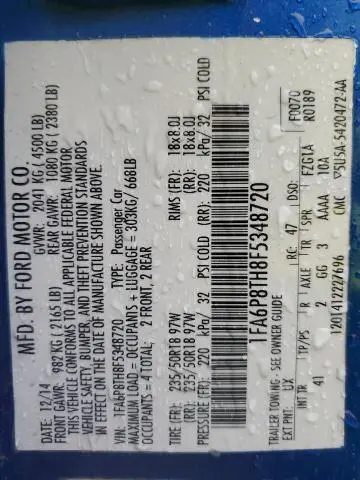 MFD. BY FORD MOTOR CO.
DATE: 12/14 GVWR: 2041 KG ( 4500 LB)
FRONT GAWR: 982 KG ( 2165 LB) REAR GAWR: 1080 KG ( 2380 LB)
THIS VEHICLE CONFORMS TO ALL APPLICABLE FEDERAL MOTOR
VEHICLE SAFETY, BUMPER, AND THEFT PREVENTION STANDARDS
IN EFFECT ON THE DATE OF MANUFACTURE SHOWN ABOVE.
VIN: 1FA6P8TH8F5348720 TYPE: Passenger Car
MAXIMUM LOAD = OCCUPANTS + LUGGAGE = 303KG/ 668LB
OCCUPANTS = 4 TOTAL; 2 FRONT, 2 REAR
TIRE (FR): 235/50R18 97W RIMS (FR): 18x8.0J
TIRE (RR): 235/50R18 97W RIMS (RR): 18x8.0J
PRESSURE (FR): 220 kPa/ 32 PSI COLD (RR): 220 kPa/ 32 PSI COLD
1FA6P8TH8F5348720
F0070
R0189
TRAILER TOWING - SEE OWNER GUIDE
EXT PNT: UX RC: 47 DSO:
INT TR TP/PS R AXLE TR SPR EZG1A
41 2 GG 3 AAAA 10A
1201412227696 CMC